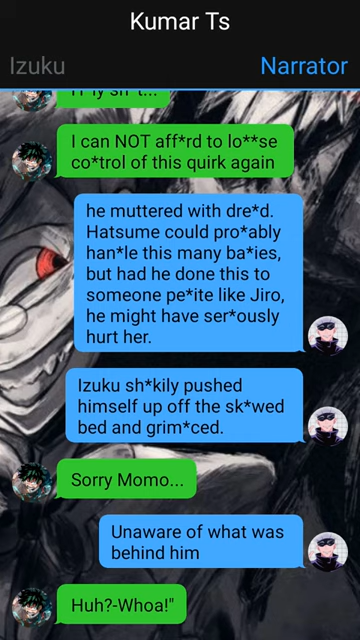 Kumar Ts
Izuku
Narrator
I can NOT aff*rd to lo**se
co*trol of this quirk again
he muttered with dre*d.
Hatsume could pro*ably
han*le this many ba*ies,
but had he done this to
someone pe*ite like Jiro,
he might have ser*ously
hurt her.
Izuku sh*kily pushed
himself up off the sk*wed
bed and grim*ced.
Sorry Momo...
Unaware of what was
behind him
Huh?-Whoa!"